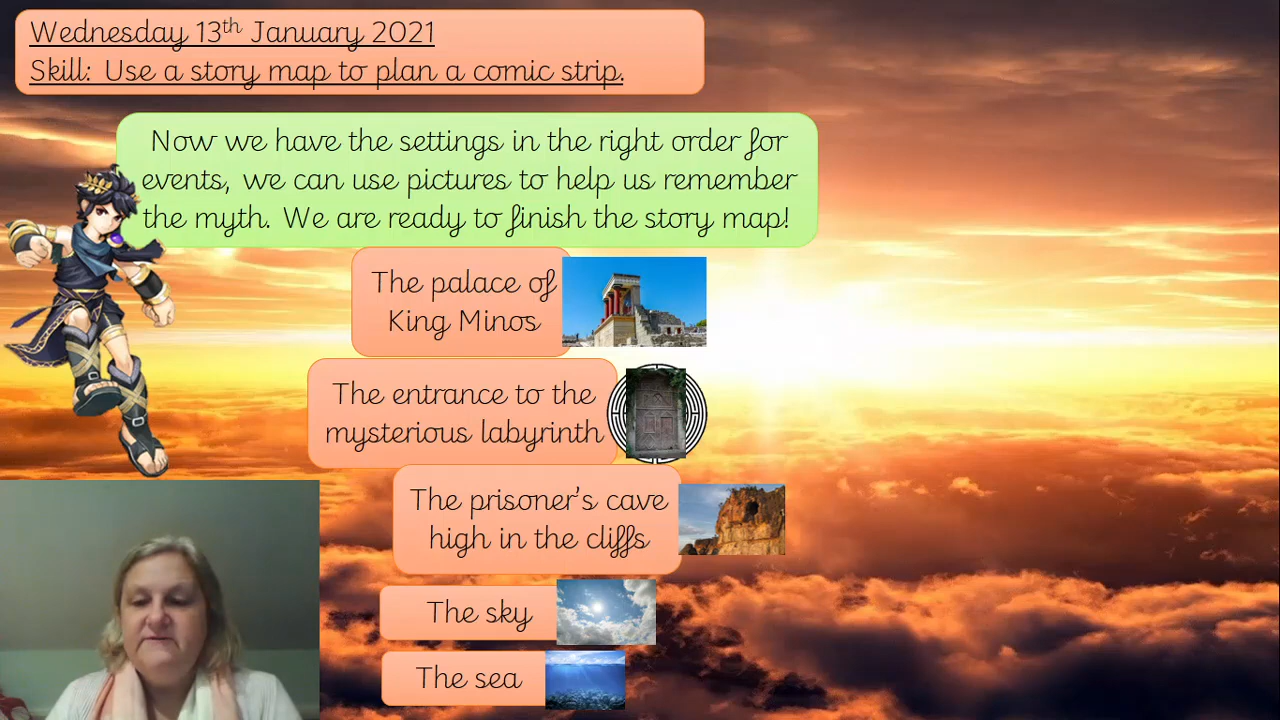 Wednesday 13th January 2021
Skill: Use a story map to plan a comic strip.
Now we have the settings in the right order for
events, we can use pictures to help us remember
the myth. We are ready to finish the story map!
The palace of
King Minos
The entrance to the
mysterious labyrinth
The prisoner's cave
high in the cliffs
The sky
The sea